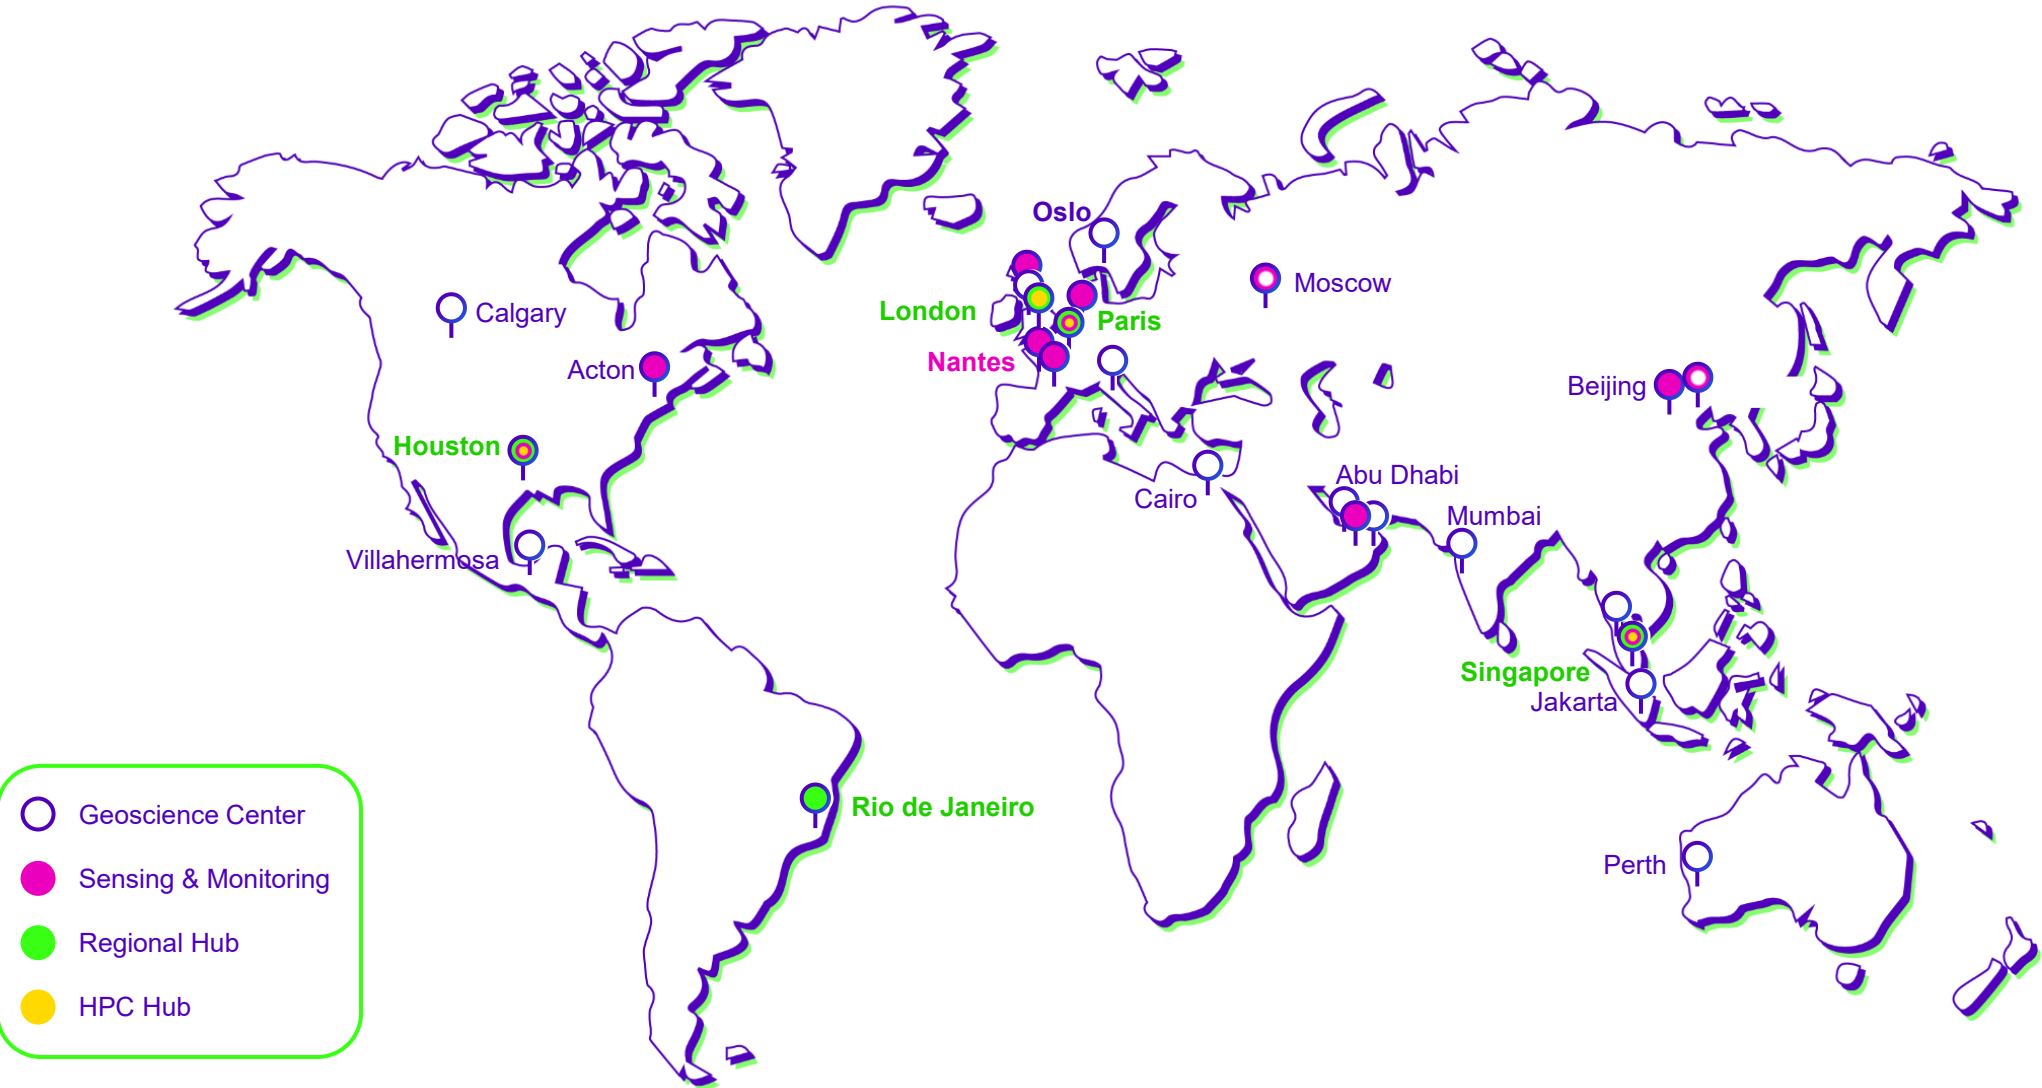 Oslo
Moscow
London
Calgary
Paris
Nantes
Acton
Beijing
Houston
Abu Dhabi
Cairo
Mumbai
Villahermosa
Singapore
Jakarta
Rio de Janeiro
Perth
Geoscience Center
Sensing & Monitoring
Regional Hub
HPC Hub